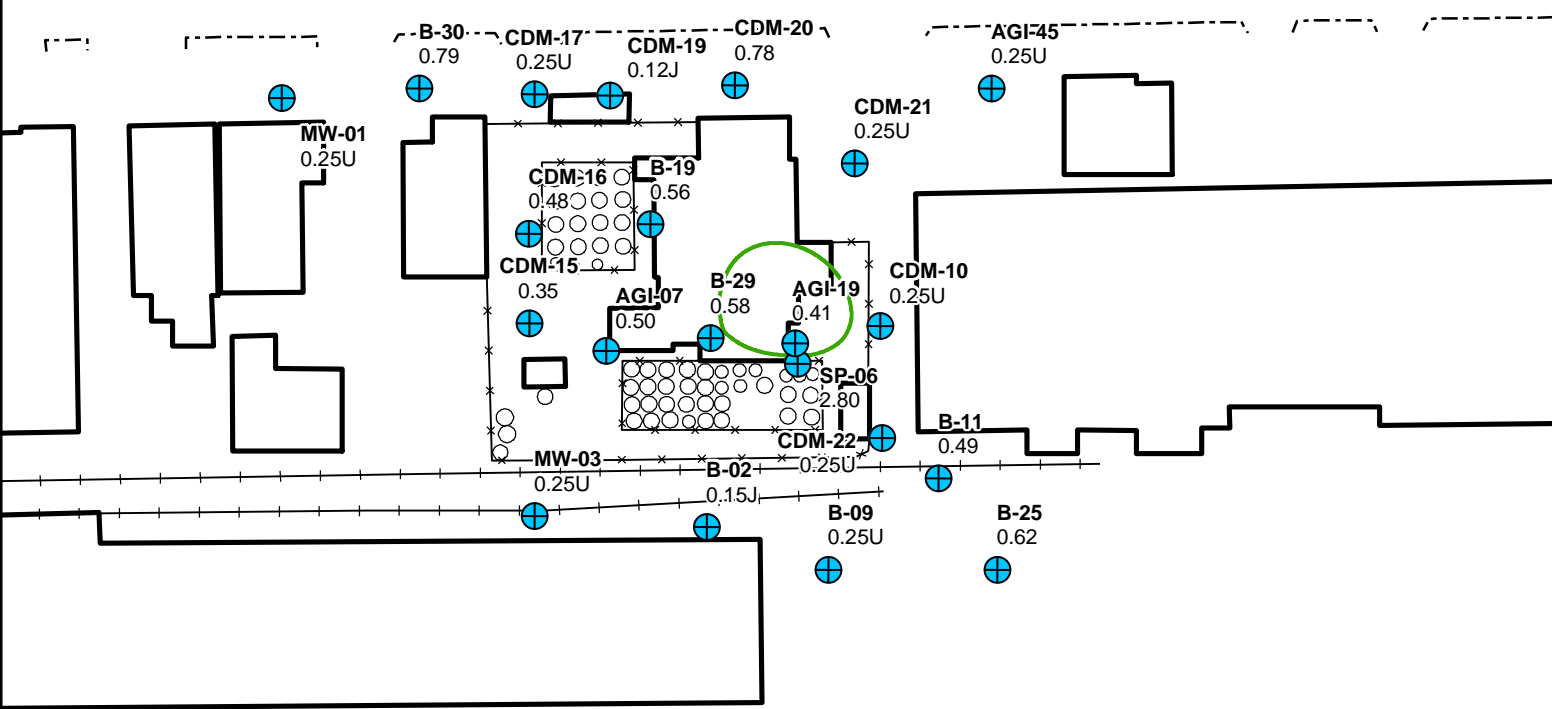 B-30
0.79
CDM-17
0.25U
CDM-19
0.12J
CDM-20
0.78
AGI-45
0.25U
CDM-21
0.25U
MW-01
0.25U
CDM-16
0.48
B-19
0.56
CDM-15
0.35
AGI-07
0.50
B-29
0.58
AGI-19
0.41
CDM-10
0.25U
SP-06
2.80
CDM-22
0.25U
B-11
0.49
MW-03
0.25U
B-02
0.15J
B-09
0.25U
B-25
0.62